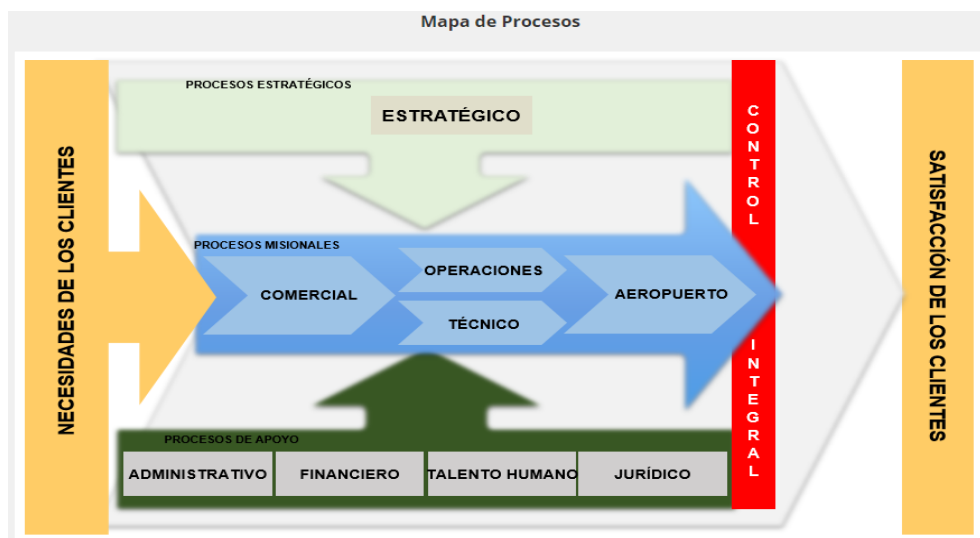 Mapa de Procesos
NECESIDADES DE LOS CLIENTES
PROCESOS ESTRATÉGICOS
ESTRATÉGICO
PROCESOS MISIONALES
COMERCIAL
OPERACIONES
TÉCNICO
AEROPUERTO
PROCESOS DE APOYO
ADMINISTRATIVO
FINANCIERO
TALENTO HUMANO
JURÍDICO
CONTROL
INTEGRAL
SATISFACCIÓN DE LOS CLIENTES